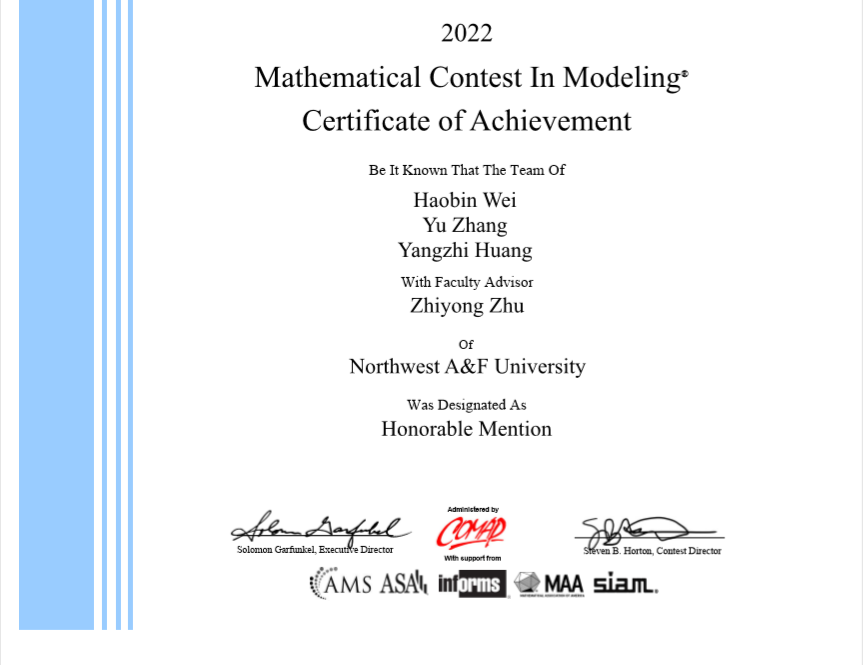 2022
Mathematical Contest In Modeling®
Certificate of Achievement
Be It Known That The Team Of
Haobin Wei
Yu Zhang
Yangzhi Huang
With Faculty Advisor
Zhiyong Zhu
Of
Northwest A&F University
Was Designated As
Honorable Mention
Administered by
COMAP
With support from
Solomon Garfunkel, Executive Director
Steven B. Horton, Contest Director
AMS ASA informs MAA siam.